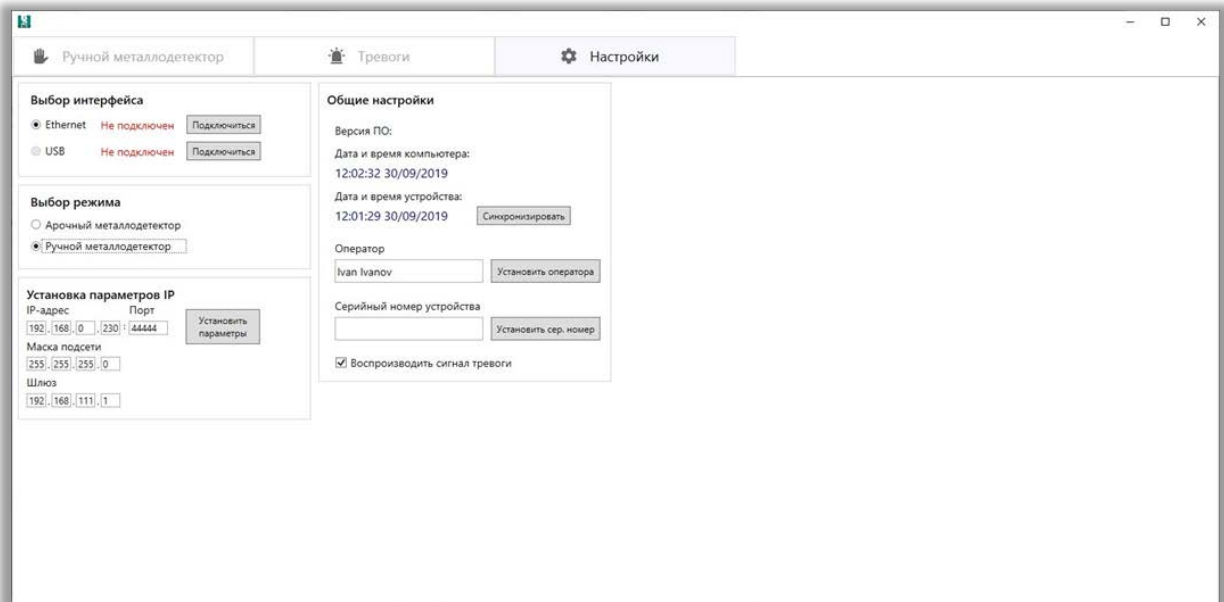 Ручной металлодетектор
Тревоги
Настройки
Выбор интерфейса
Ethernet Не подключен Подключиться
USB Не подключен Подключиться
Выбор режима
Арочный металлодетектор
Ручной металлодетектор
Установка параметров IP
IP-адрес Порт
192 . 168 . 0 . 230 : 44444
Установить
параметры
Маска подсети
255 . 255 . 255 . 0
Шлюз
192 . 168 . 111 . 1
Общие настройки
Версия ПО:
Дата и время компьютера:
12:02:32 30/09/2019
Дата и время устройства:
12:01:29 30/09/2019 Синхронизировать
Оператор
Ivan Ivanov Установить оператора
Серийный номер устройства
Установить сер. номер
Воспроизводить сигнал тревоги